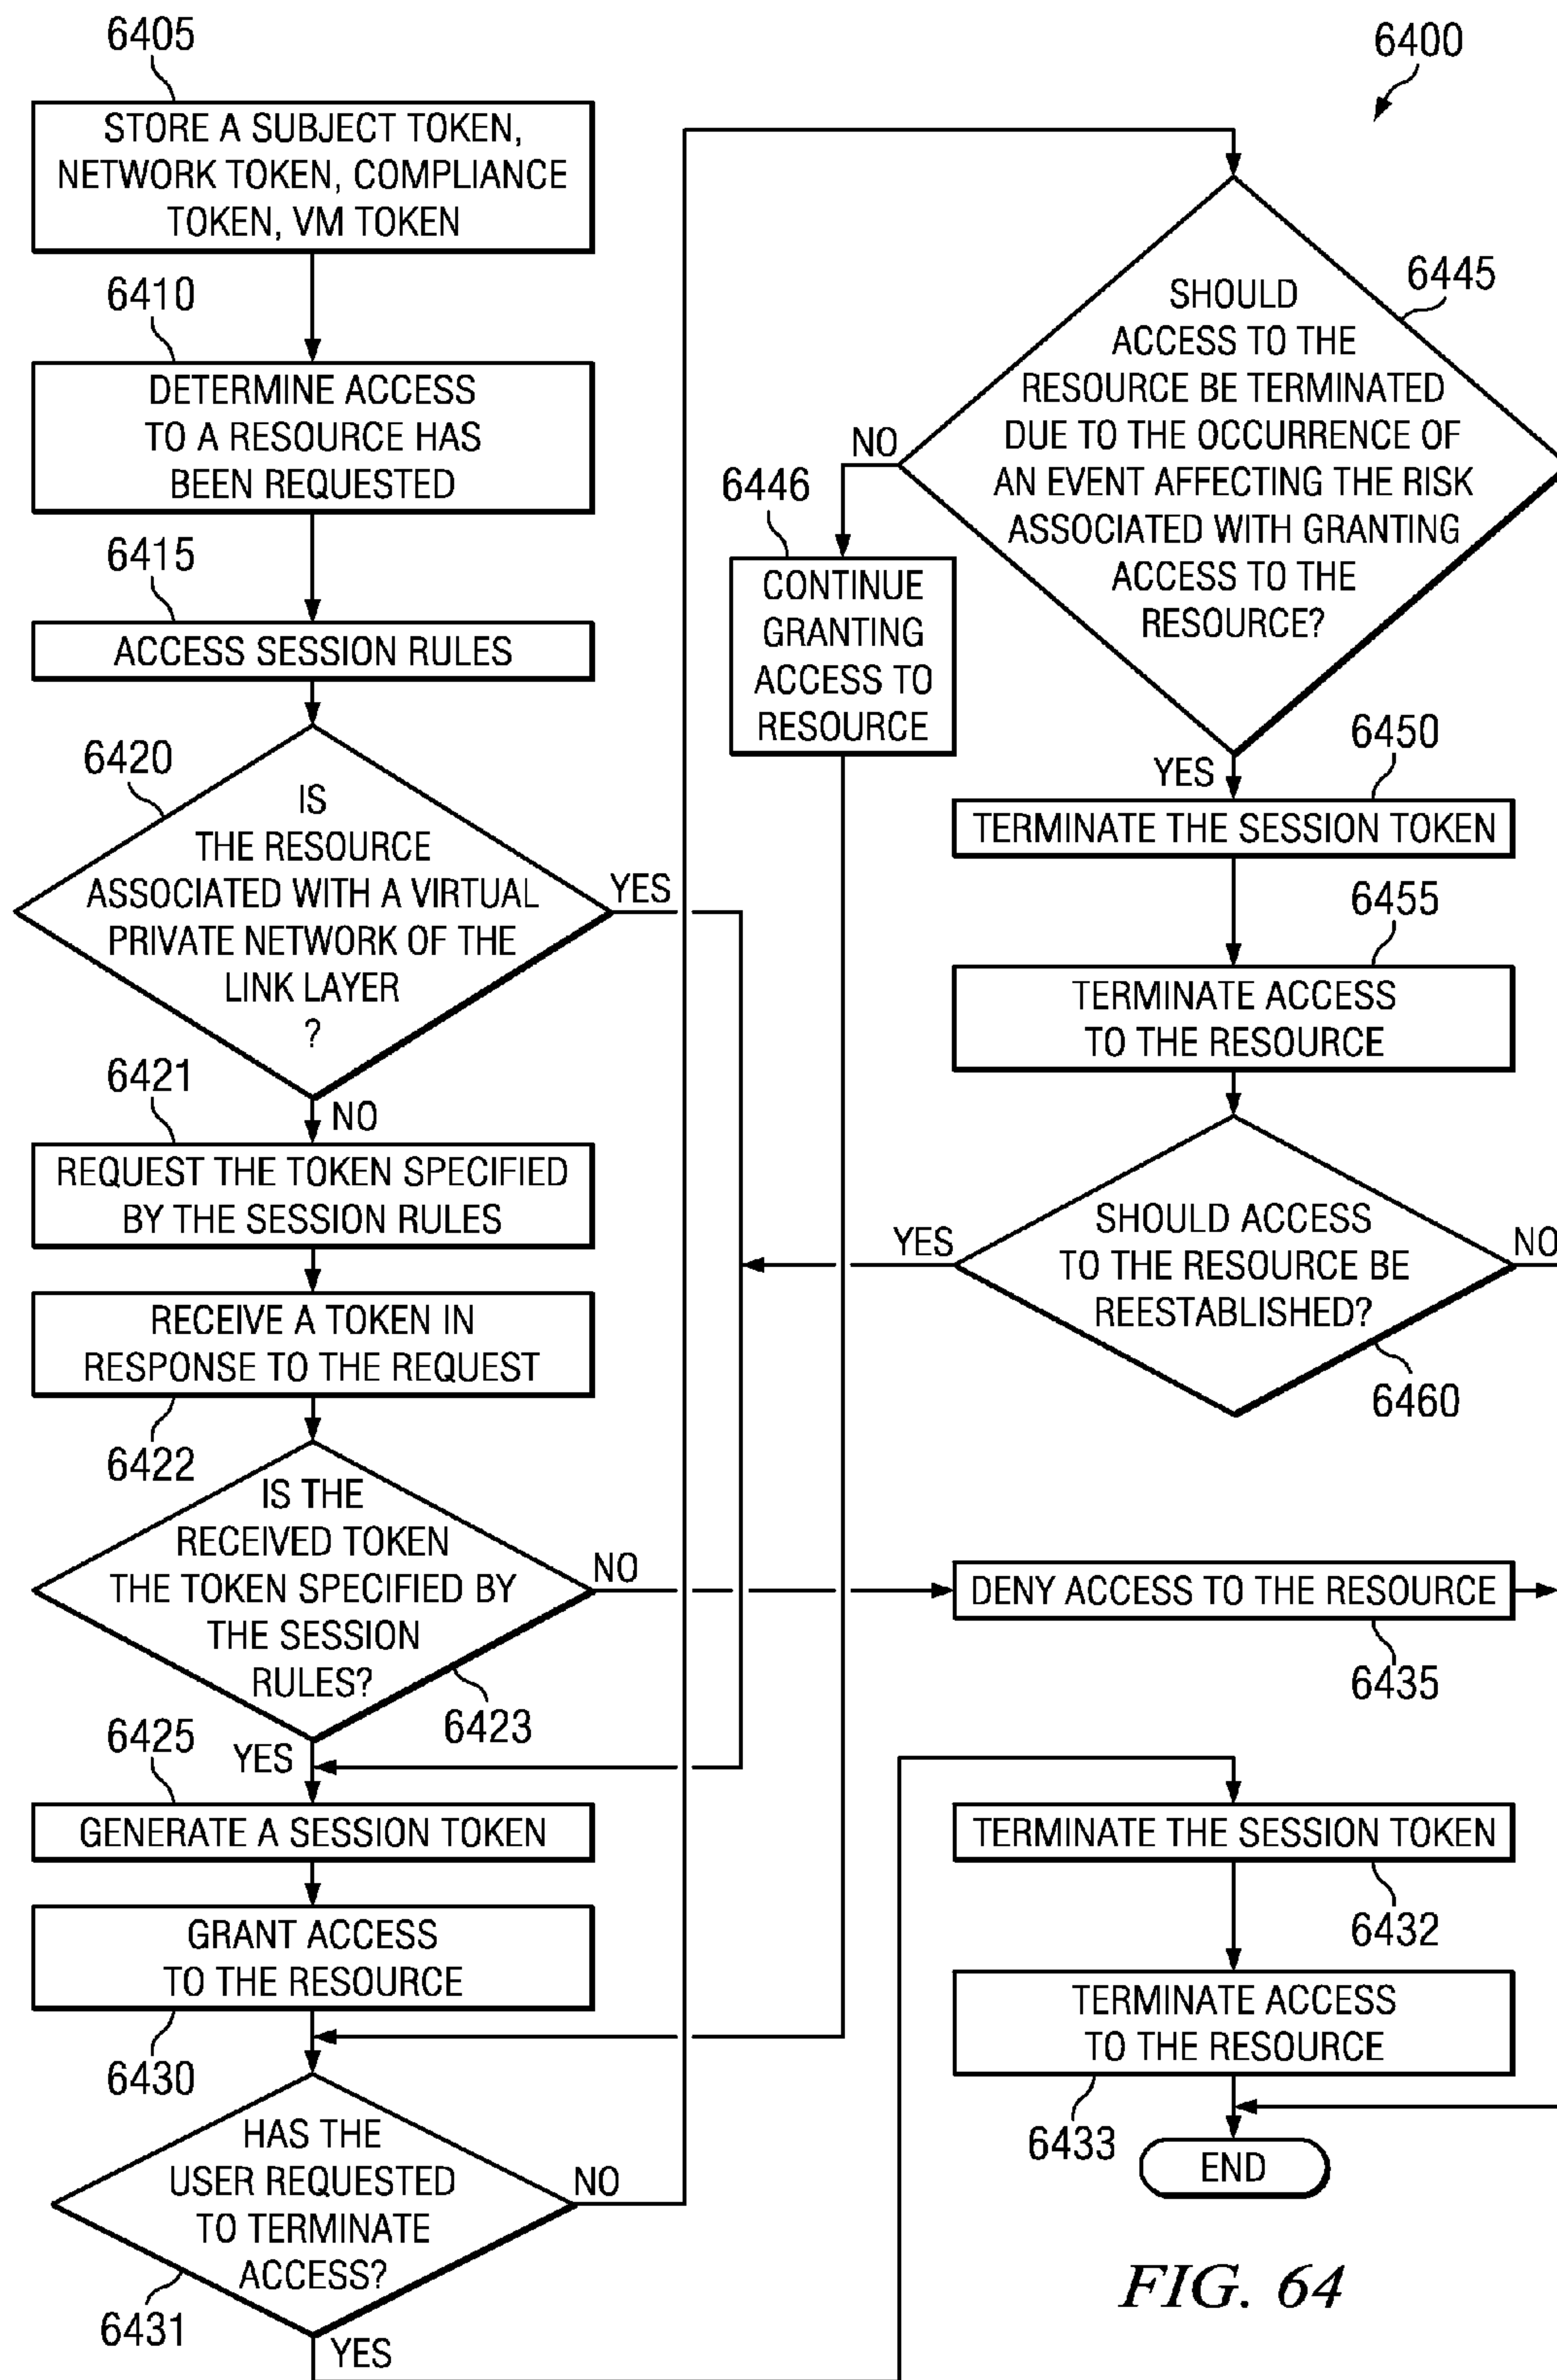 6405
STORE A SUBJECT TOKEN,
NETWORK TOKEN, COMPLIANCE
TOKEN, VM TOKEN
6410
DETERMINE ACCESS
TO A RESOURCE HAS
BEEN REQUESTED
6415
ACCESS SESSION RULES
6420
IS
THE RESOURCE
ASSOCIATED WITH A VIRTUAL
PRIVATE NETWORK OF THE
LINK LAYER
?
YES
NO
6421
REQUEST THE TOKEN SPECIFIED
BY THE SESSION RULES
RECEIVE A TOKEN IN
RESPONSE TO THE REQUEST
6422
IS THE
RECEIVED TOKEN
THE TOKEN SPECIFIED BY
THE SESSION
RULES?
NO
6423
YES
6425
GENERATE A SESSION TOKEN
GRANT ACCESS
TO THE RESOURCE
6430
HAS THE
USER REQUESTED
TO TERMINATE
ACCESS?
NO
6431
YES
6400
SHOULD
ACCESS TO THE
RESOURCE BE TERMINATED
DUE TO THE OCCURRENCE OF
AN EVENT AFFECTING THE RISK
ASSOCIATED WITH GRANTING
ACCESS TO THE
RESOURCE?
6445
NO
6446
CONTINUE
GRANTING
ACCESS TO
RESOURCE
YES
6450
TERMINATE THE SESSION TOKEN
6455
TERMINATE ACCESS
TO THE RESOURCE
YES
SHOULD ACCESS
TO THE RESOURCE BE
REESTABLISHED?
NO
6460
DENY ACCESS TO THE RESOURCE
6435
TERMINATE THE SESSION TOKEN
6432
TERMINATE ACCESS
TO THE RESOURCE
6433
END
FIG. 64